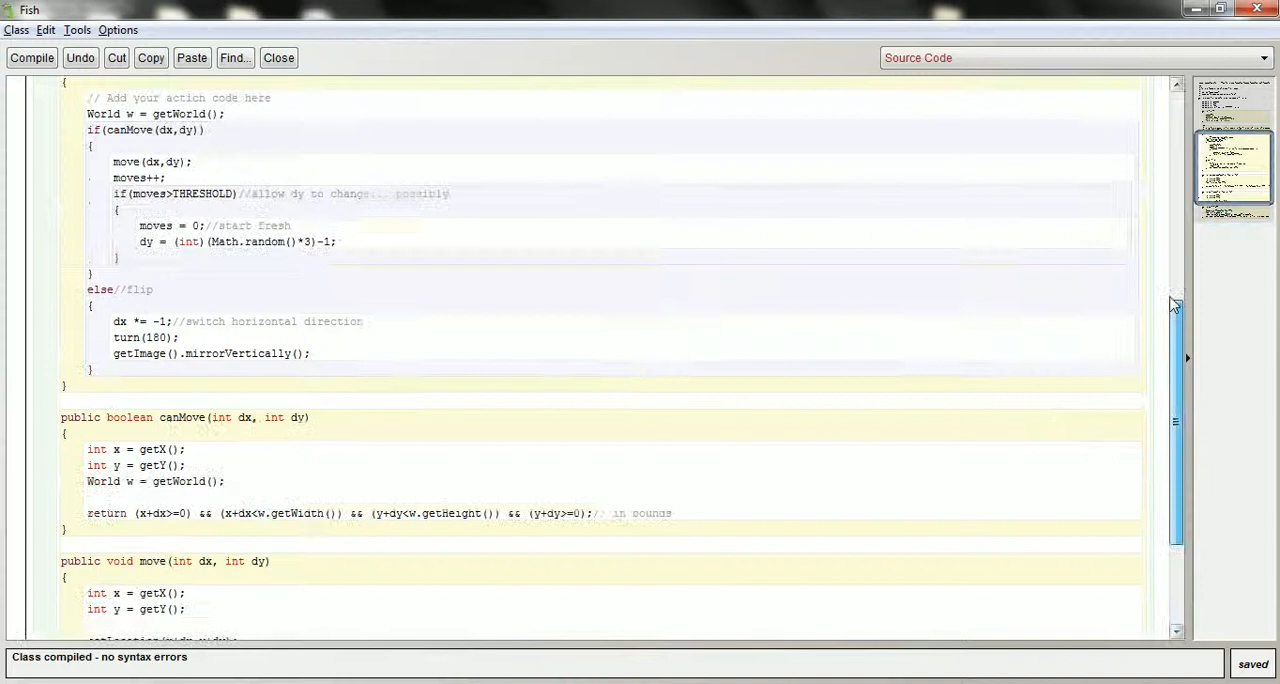 Fish
Class Edit Tools Options
Compile Undo Cut Copy Paste Find... Close Source Code
{
// Add your action code here
World w = getWorld();
if(canMove(dx,dy))
{
move(dx,dy);
moves++;
if(moves>THRESHOLD)//allow dy to change... possibly
{
moves = 0;//start fresh
dy = (int)(Math.random()*3)-1;
}
}
else//flip
{
dx *= -1;//switch horizontal direction
turn(180);
getImage().mirrorVertically();
}
}
public boolean canMove(int dx, int dy)
{
int x = getX();
int y = getY();
World w = getWorld();
return (x+dx>=0) && (x+dx<w.getWidth()) && (y+dy<w.getHeight()) && (y+dy>=0);// in bounds
}
public void move(int dx, int dy)
{
int x = getX();
int y = getY();
Class compiled - no syntax errors
saved